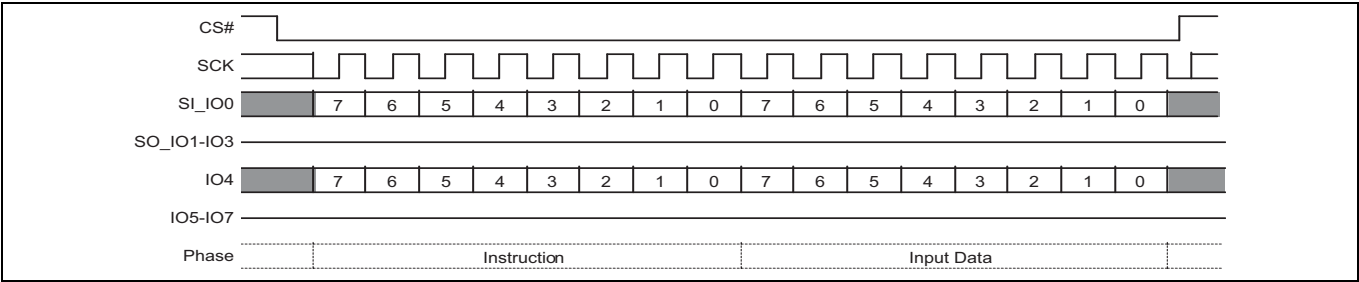 CS#
SCK
SI_IO0 7 6 5 4 3 2 1 0 7 6 5 4 3 2 1 0
SO_IO1-IO3
IO4 7 6 5 4 3 2 1 0 7 6 5 4 3 2 1 0
IO5-IO7
Phase Instruction Input Data